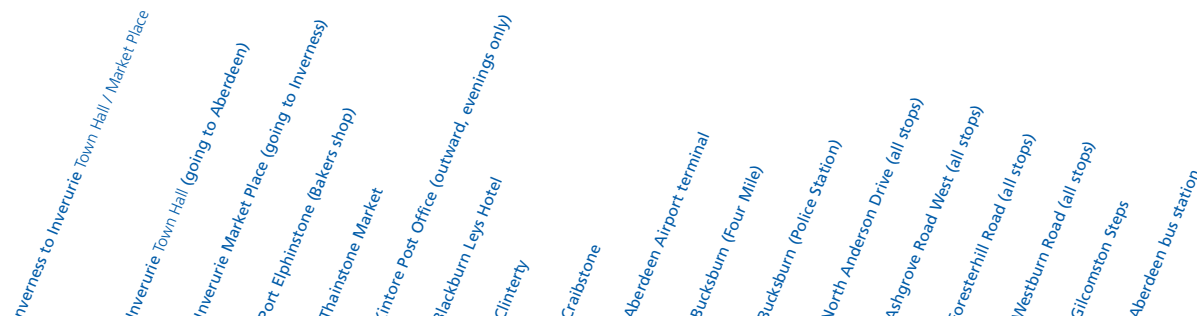 nverness to Inverurie Town Hall / Market Place
Inverurie Town Hall (going to Aberdeen)
Inverurie Market Place (going to Inverness)
Port Elphinstone (Bakers shop)
Thainstone Market
Kintore Post Office (outward, evenings only)
Blackburn Leys Hotel
Clinterty
Craibstone
Aberdeen Airport terminal
Bucksburn (Four Mile)
Bucksburn (Police Station)
North Anderson Drive (all stops)
Ashgrove Road West (all stops)
Foresterhill Road (all stops)
Westburn Road (all stops)
Gilcomston Steps
Aberdeen bus station